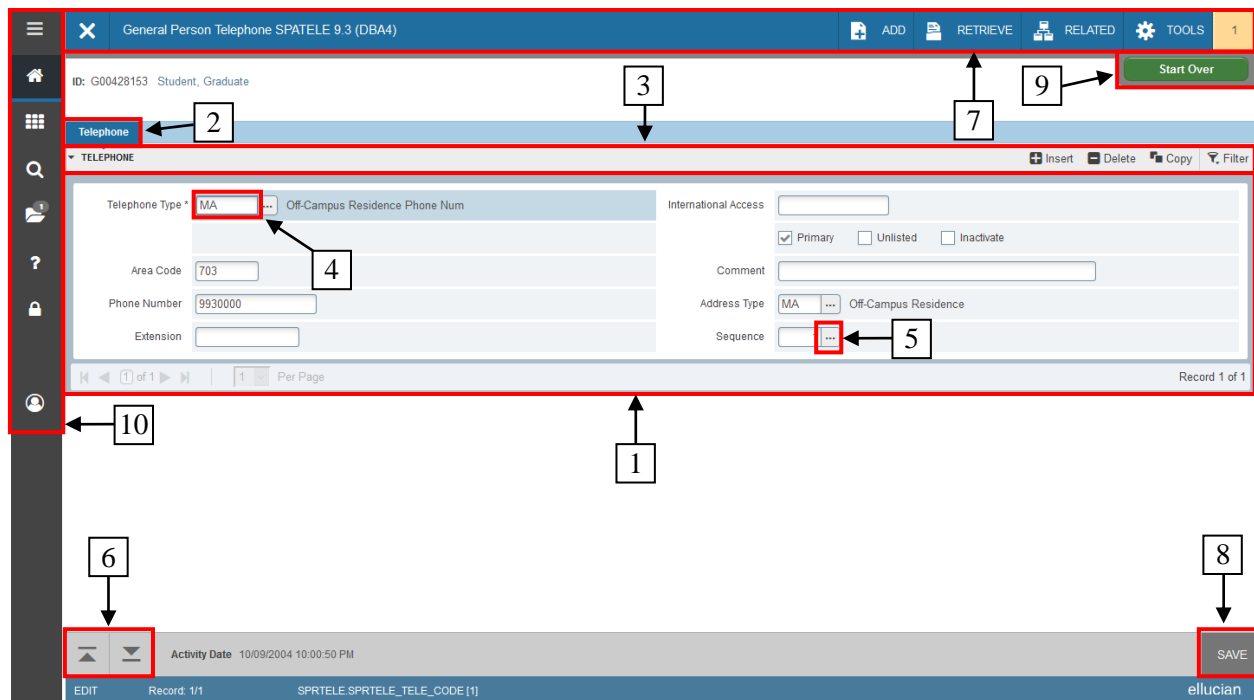 General Person Telephone SPATELE 9.3 (DBA4) ADD RETRIEVE RELATED TOOLS 1
ID: G00428153 Student, Graduate Start Over
3 9
2 7
Telephone
TELEPHONE Insert Delete Copy Filter
Telephone Type * MA ... Off-Campus Residence Phone Num International Access
1
Primary Unlisted Inactivate
4
Area Code 703 Comment
?
Phone Number 9930000 Address Type MA ... Off-Campus Residence
Extension Sequence ... 5
1 of 1 1 Per Page Record 1 of 1
10
1
6 8
Activity Date 10/09/2004 10:00:50 PM SAVE
EDIT Record: 1/1 SPRTELE.SPRTELE_TELE_CODE [1] ellucian